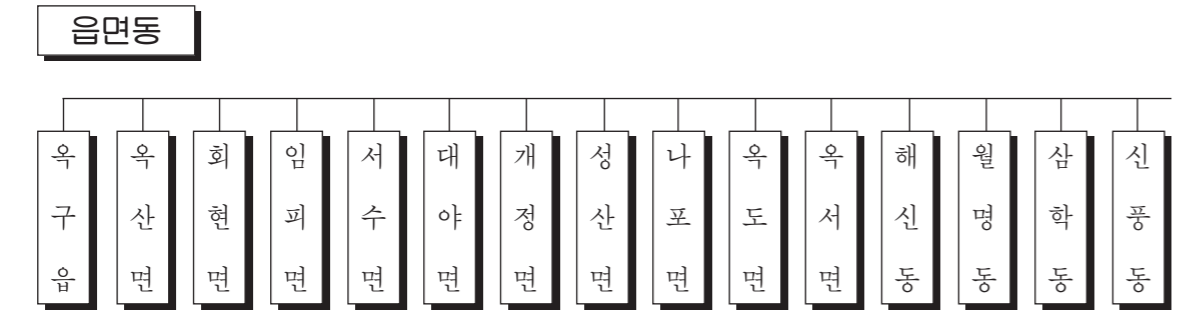 읍면동
옥구읍
옥산면
회현면
임피면
서수면
대야면
개정면
성산면
나포면
옥도면
옥서면
해신동
월명동
삼학동
신풍동